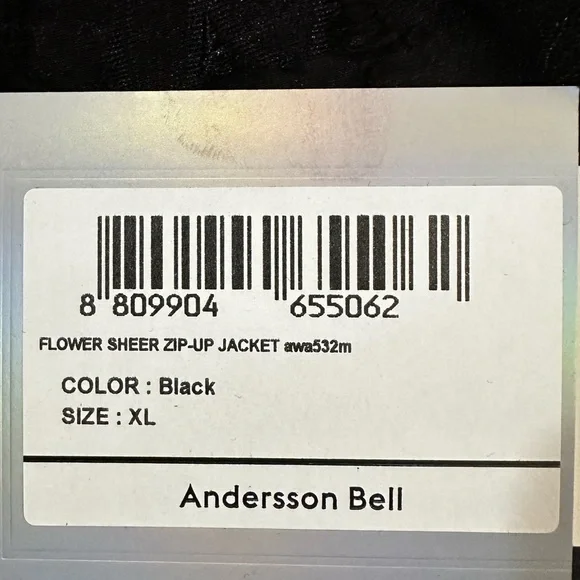 8 809904 655062
FLOWER SHEER ZIP-UP JACKET awa532m
COLOR : Black
SIZE : XL
Andersson Bell